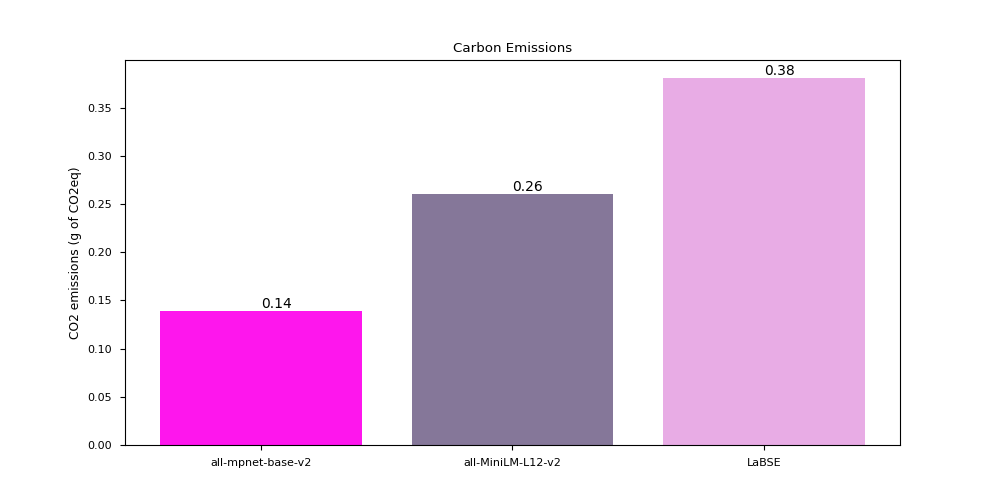 Carbon Emissions
0.38
0.35
0.30
0.26
0.25
0.20
0.15
0.14
0.10
0.05
0.00
CO2 emissions (g of CO2eq)
all-mpnet-base-v2
all-MiniLM-L12-v2
LaBSE